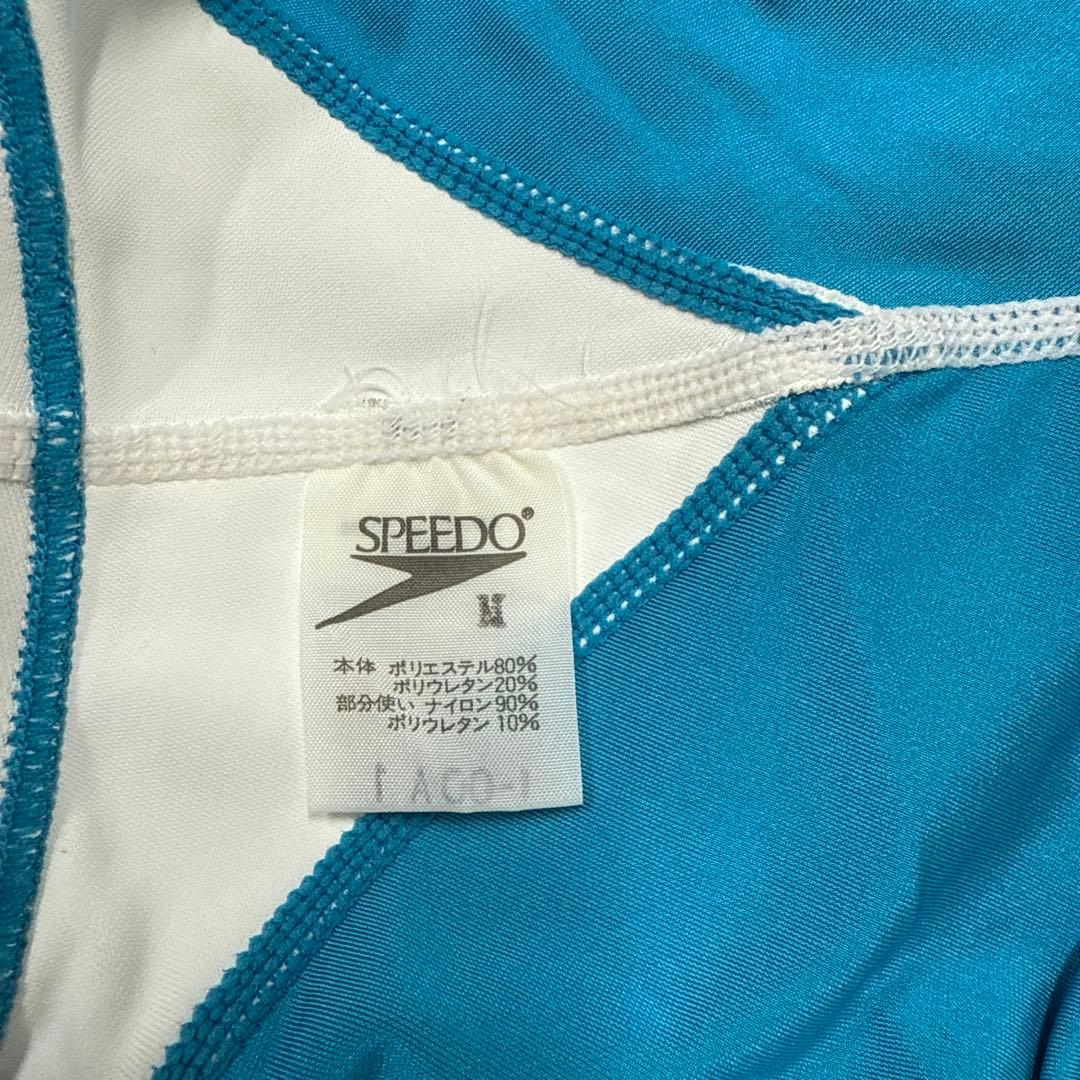 SPEEDO®
M
本体 ポリエステル80%
ポリウレタン20%
部分使い ナイロン90%
ポリウレタン 10%